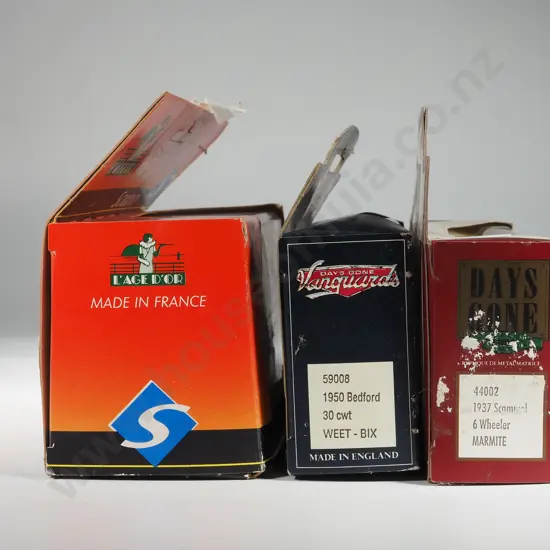 L'AGE D'OR
MADE IN FRANCE
S
DAYS GONE
Vanguards
59008
1950 Bedford
30 cwt
WEET - BIX
MADE IN ENGLAND
DAYS
GONE
44002
1937 Scammell
6 Wheeler
MARMITE